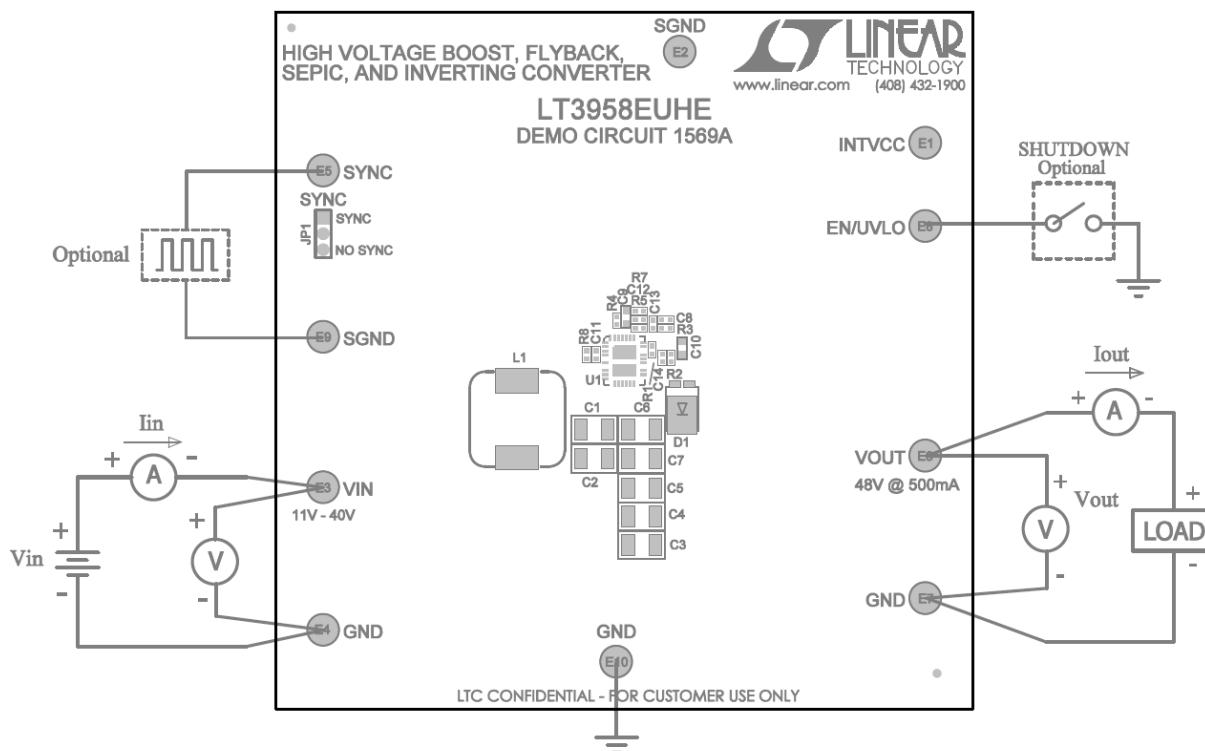 SGND
E2
HIGH VOLTAGE BOOST, FLYBACK,
SEPIC, AND INVERTING CONVERTER
LINEAR
TECHNOLOGY
www.linear.com (408) 432-1900
LT3958EUHE
DEMO CIRCUIT 1569A
INTVCC E1
SHUTDOWN
Optional
E5 SYNC
SYNC
SYNC
JP1
NO SYNC
Optional
EN/UVLO
E9 SGND
R7
C12
R5
R4
C9
C13
C8
R3
C10
R8
C11
U1
R1
C14
R2
L1
D1
C1 C6
C2 C7
C5
C4
C3
Iin
+ A -
E3 VIN
11V - 40V
+
Vin
-
+
V
-
E4 GND
Iout
+ A -
VOUT
48V @ 500mA
+
Vout
V
-
+
LOAD
-
GND E7
GND
E10
LTC CONFIDENTIAL - FOR CUSTOMER USE ONLY